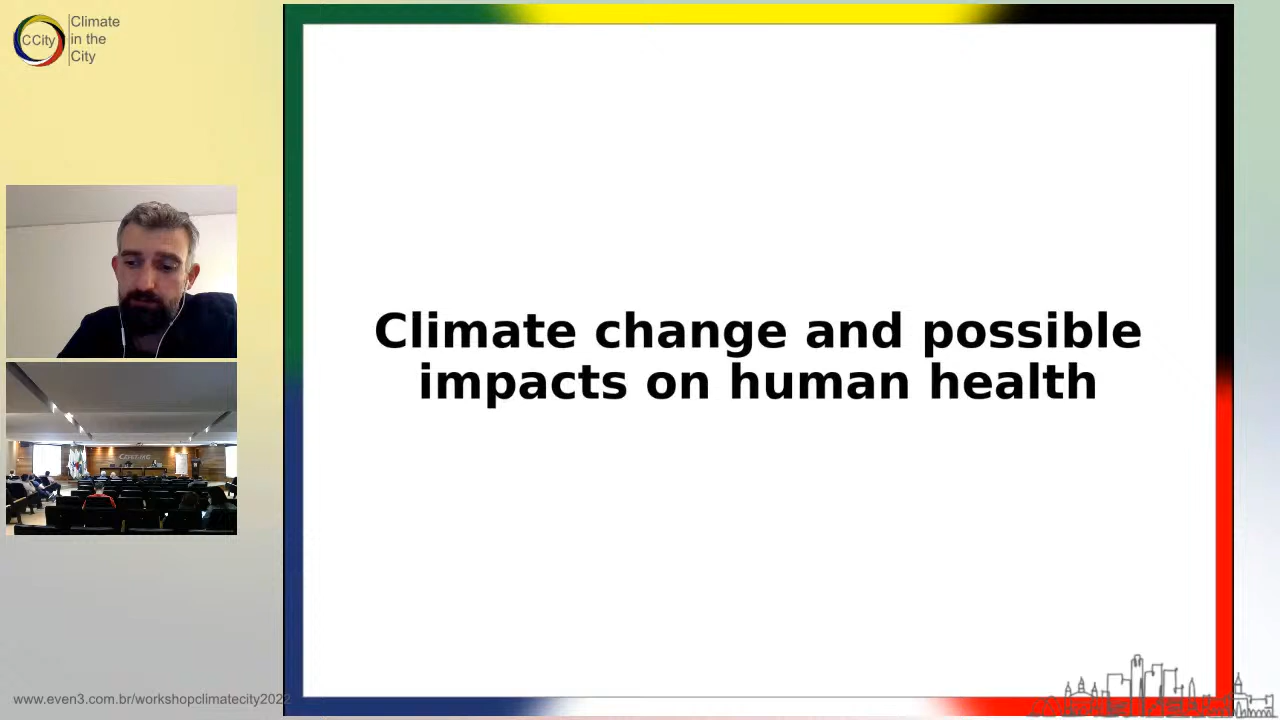 CCity
Climate
in the
City
Climate change and possible
impacts on human health
www.even3.com.br/workshopclimatecity2022